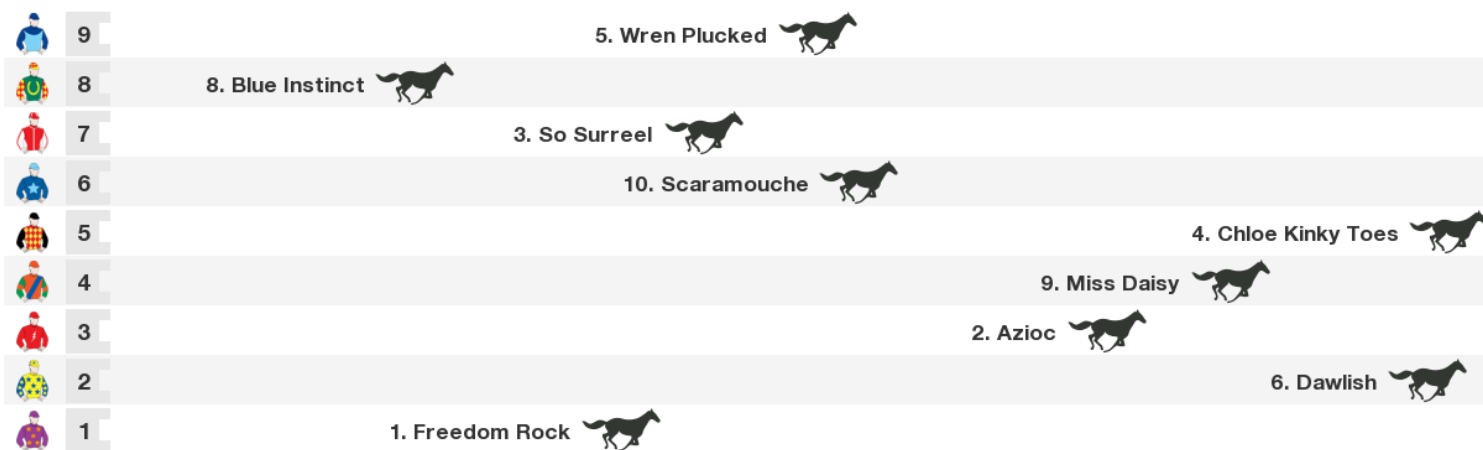 9 5. Wren Plucked
8 8. Blue Instinct
7 3. So Surreel
6 10. Scaramouche
5 4. Chloe Kinky Toes
4 9. Miss Daisy
3 2. Azioc
2 6. Dawlish
1 1. Freedom Rock